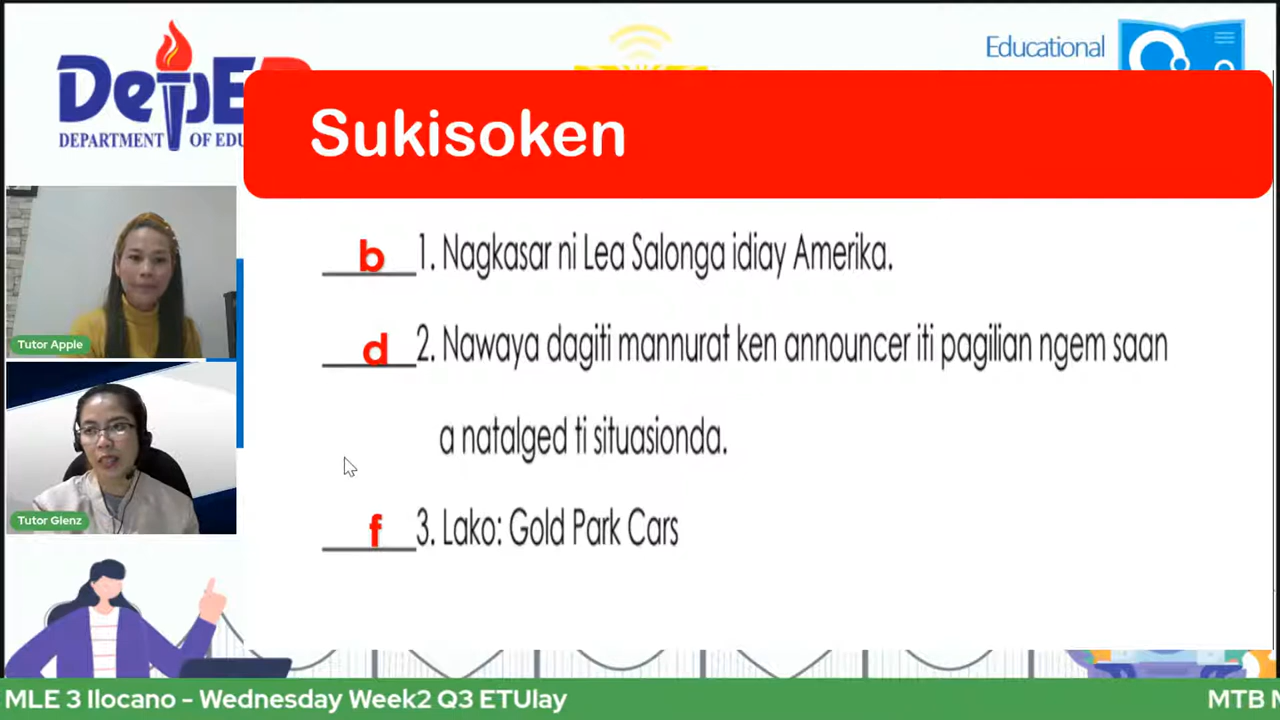 DepED
DEPARTMENT OF EDU
Educational
Sukisoken
b 1. Nagkasar ni Lea Salonga idiay Amerika.
d 2. Nawaya dagiti mannurat ken announcer iti pagilian ngem saan
a natalged ti situasionda.
f 3. Lako: Gold Park Cars
Tutor Apple
Tutor Glenz
MLE 3 Ilocano - Wednesday Week2 Q3 ETUlay
MTB M